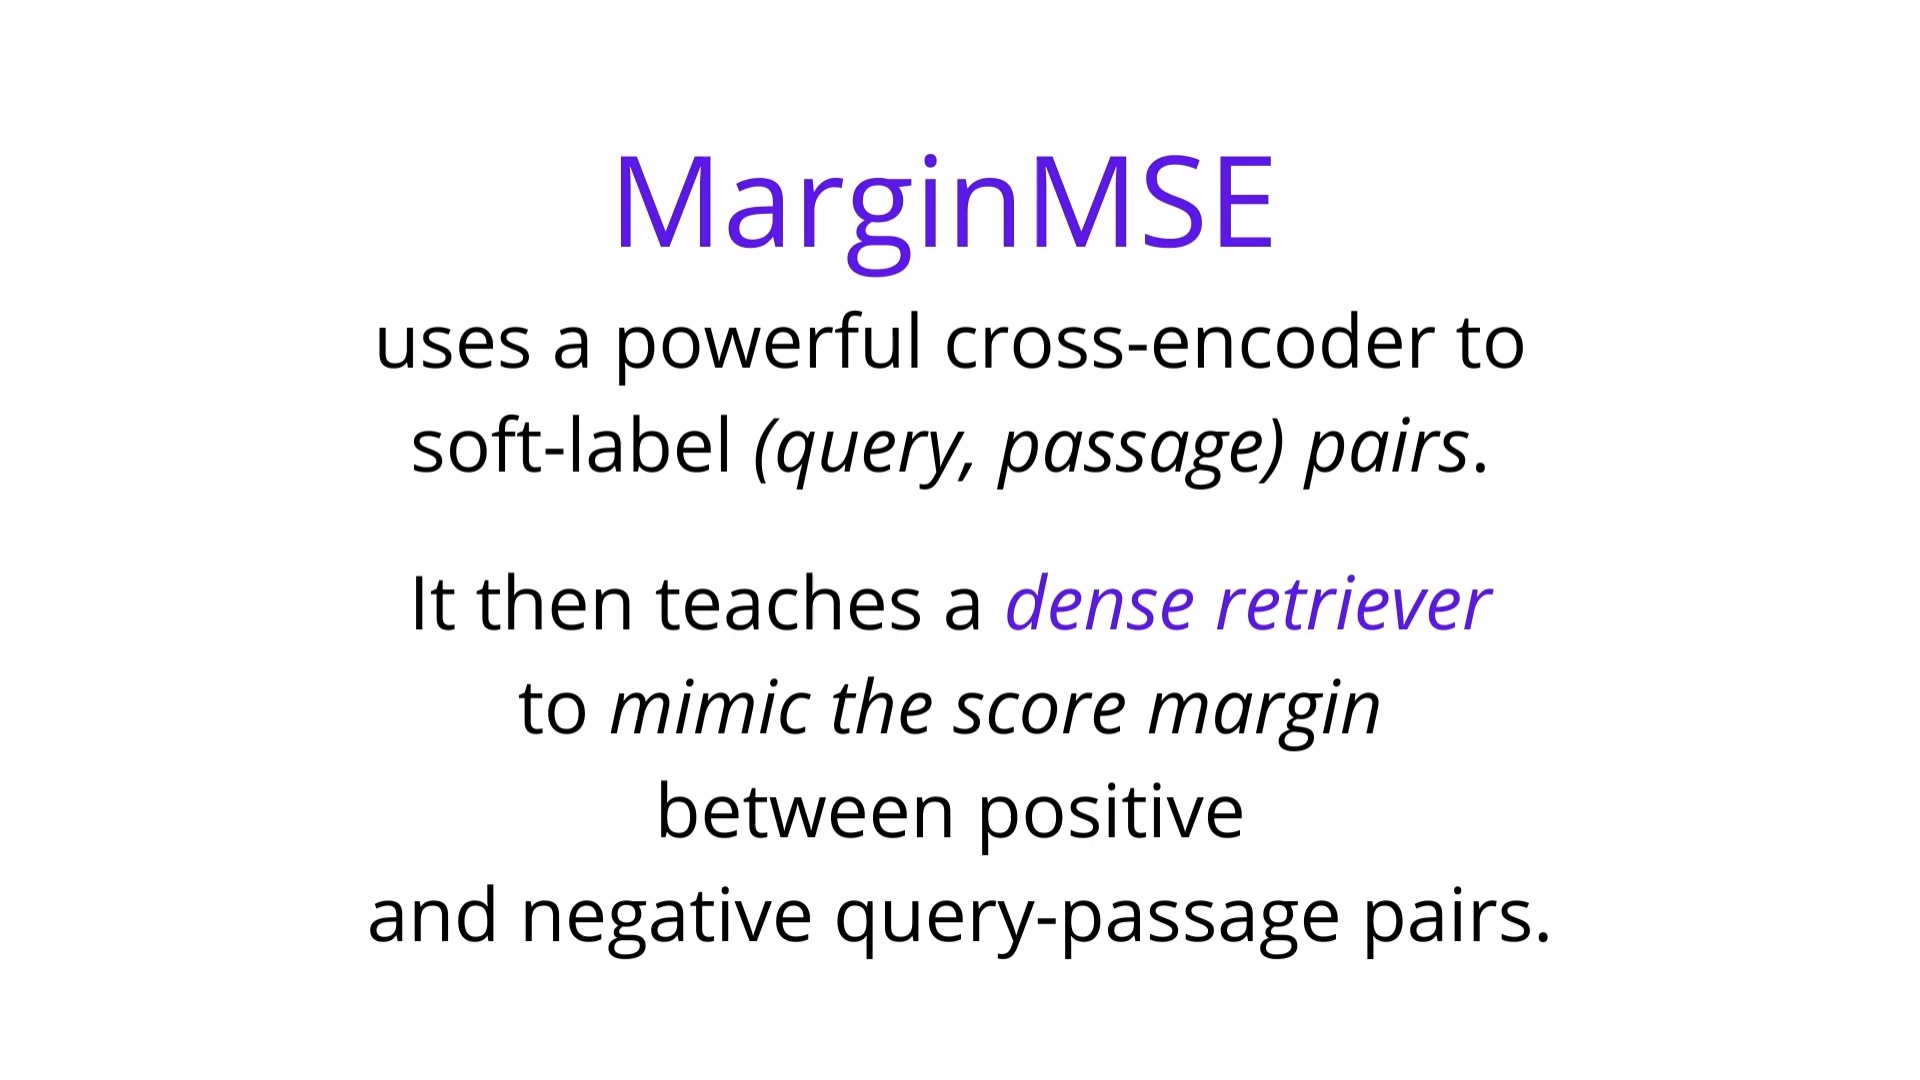 MarginMSE
uses a powerful cross-encoder to
soft-label (query, passage) pairs.
It then teaches a dense retriever
to mimic the score margin
between positive
and negative query-passage pairs.